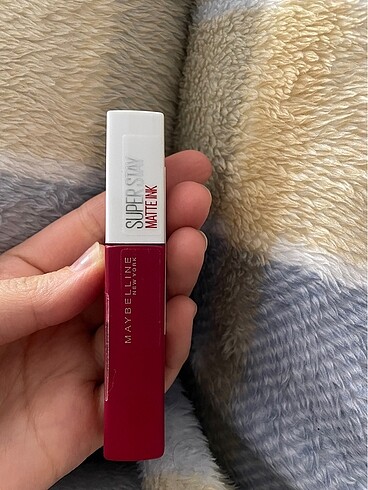 SUPER STAY
MATTE INK
MAYBELLINE
NEW YORK